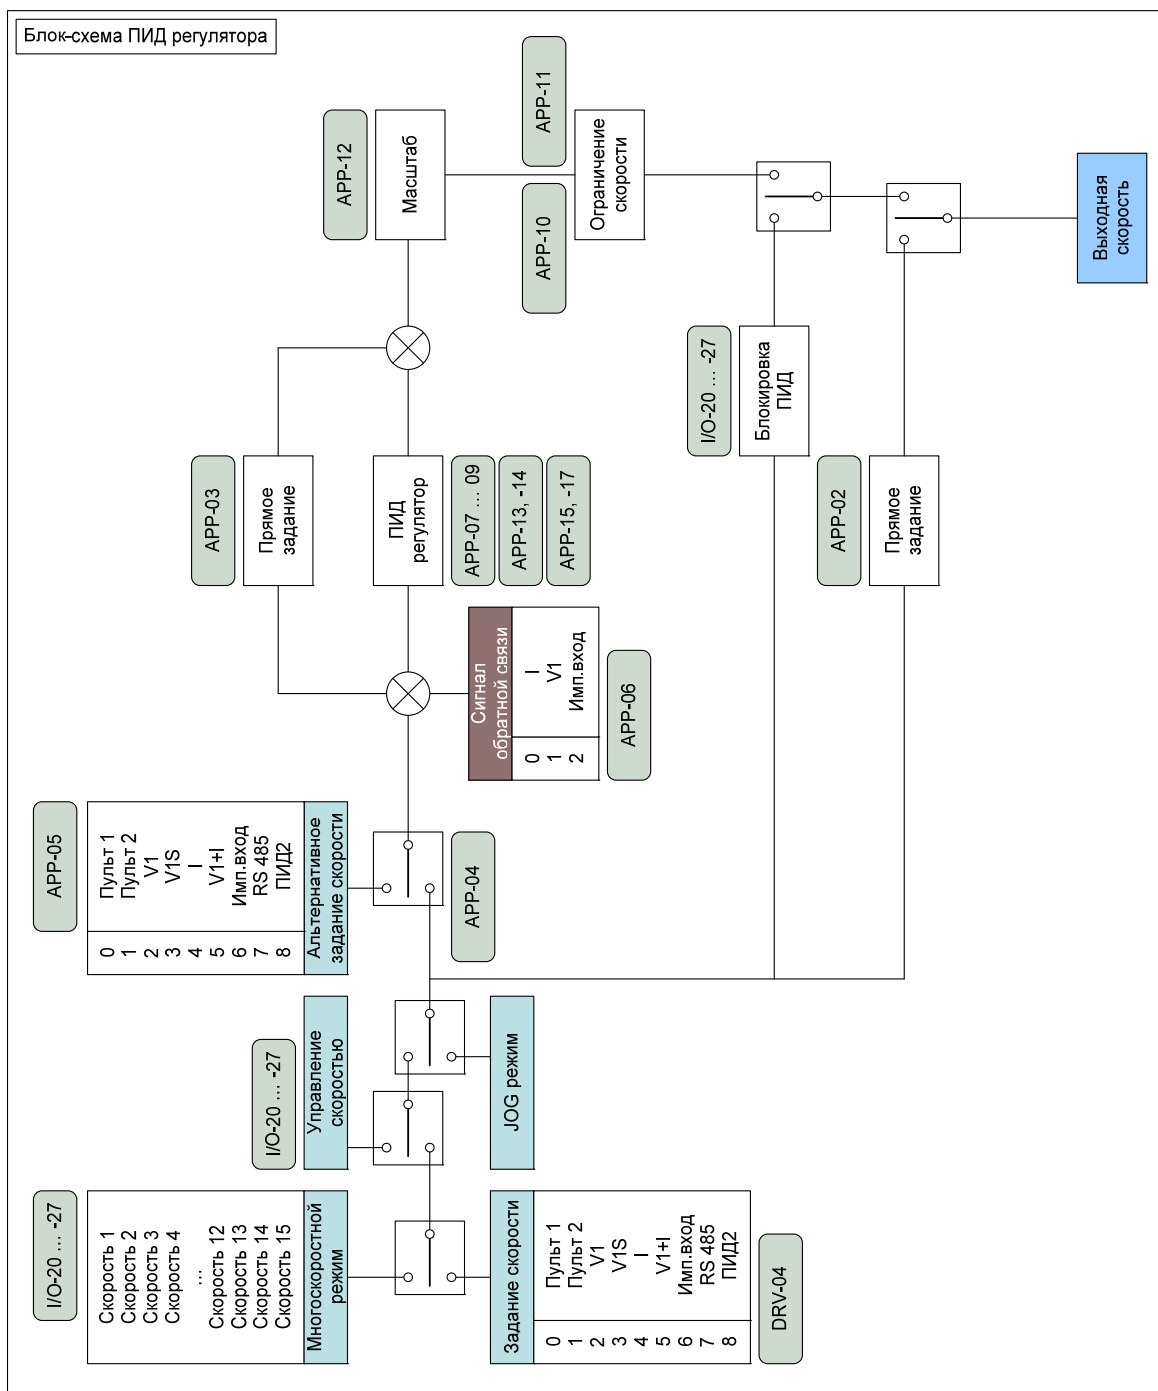 Блок-схема ПИД регулятора
APP-11
APP-12
Масштаб
Ограничение
скорости
APP-10
Выходная
скорость
I/O-20 ... -27
Блокировка
ПИД
APP-03
Прямое
задание
ПИД
регулятор
APP-07 ... 09
APP-13, -14
APP-15, -17
APP-02
Прямое
задание
Сигнал
обратной связи
0 I
1 V1
2 Имп.вход
APP-06
APP-05
0 Пульт 1
1 Пульт 2
2 V1
3 V1S
4 I
5 V1+I
6 Имп.вход
7 RS 485
8 ПИД2
Альтернативное
задание скорости
APP-04
I/O-20 ... -27
Управление
скоростью
JOG режим
I/O-20 ... -27
Скорость 1
Скорость 2
Скорость 3
Скорость 4
...
Скорость 12
Скорость 13
Скорость 14
Скорость 15
Многоскоростной
режим
Задание скорости
0 Пульт 1
1 Пульт 2
2 V1
3 V1S
4 I
5 V1+I
6 Имп.вход
7 RS 485
8 ПИД2
DRV-04